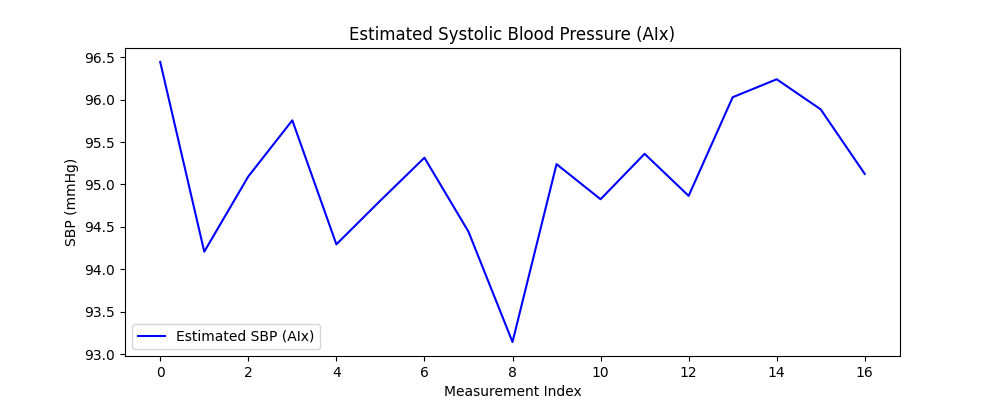 Estimated Systolic Blood Pressure (AIx)
96.5
96.0
95.5
95.0
94.5
94.0
93.5
93.0
SBP (mmHg)
Estimated SBP (AIx)
0 2 4 6 8 10 12 14 16
Measurement Index